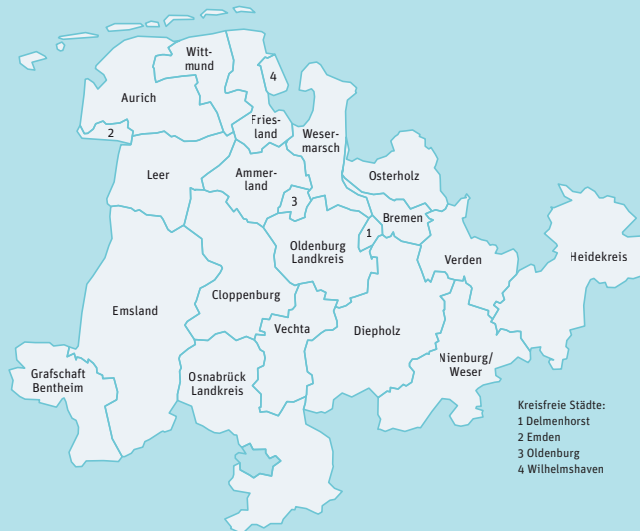 Witt-
mund
4
Aurich
Fries-
land
2
Weser-
marsch
Leer
Ammer-
land
Osterholz
3
Bremen
1
Oldenburg
Landkreis
Verden
Heidekreis
Cloppenburg
Emsland
Vechta
Diepholz
Nienburg/
Weser
Grafschaft
Bentheim
Osnabrück
Landkreis
Kreisfreie Städte:
1 Delmenhorst
2 Emden
3 Oldenburg
4 Wilhelmshaven